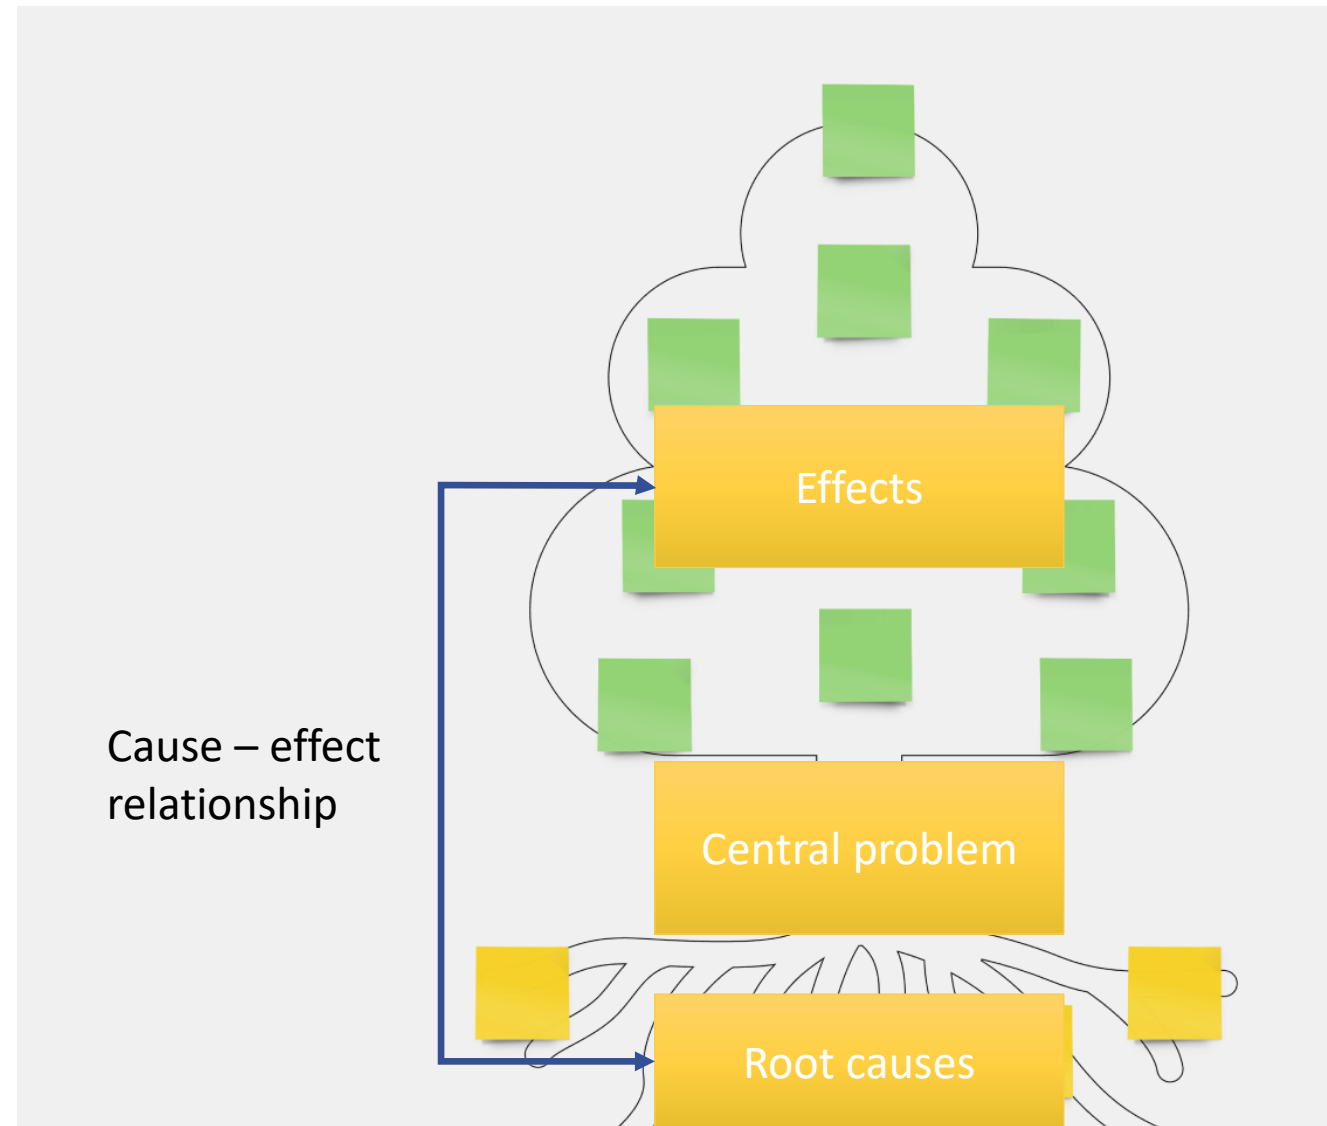 Effects
Cause – effect
relationship
Central problem
Root causes